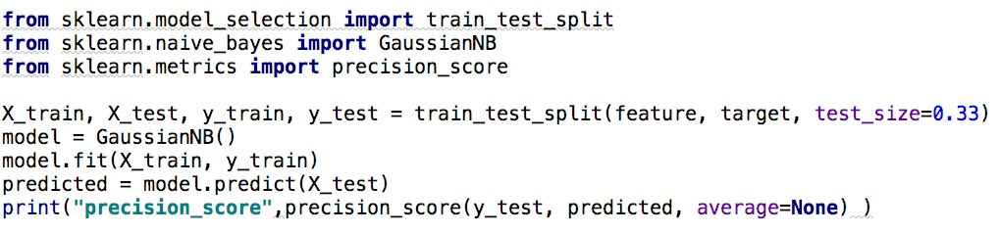 from sklearn.model_selection import train_test_split
from sklearn.naive_bayes import GaussianNB
from sklearn.metrics import precision_score
X_train, X_test, y_train, y_test = train_test_split(feature, target, test_size=0.33)
model = GaussianNB()
model.fit(X_train, y_train)
predicted = model.predict(X_test)
print("precision_score",precision_score(y_test, predicted, average=None) )